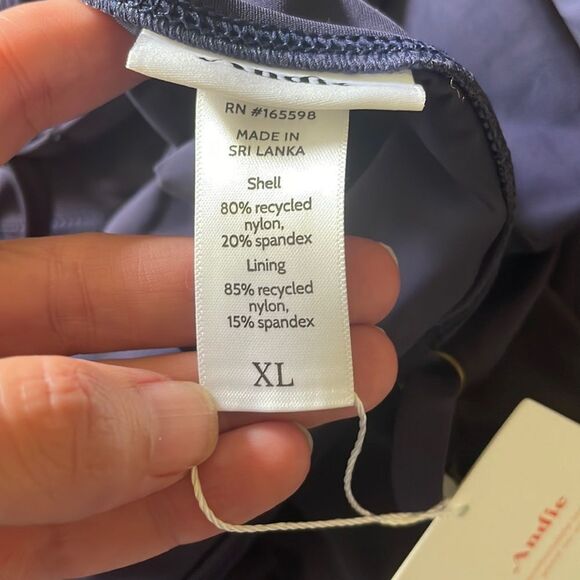 Andie
RN #165598
MADE IN
SRI LANKA
Shell
80% recycled
nylon,
20% spandex
Lining
85% recycled
nylon,
15% spandex
XL
Andie